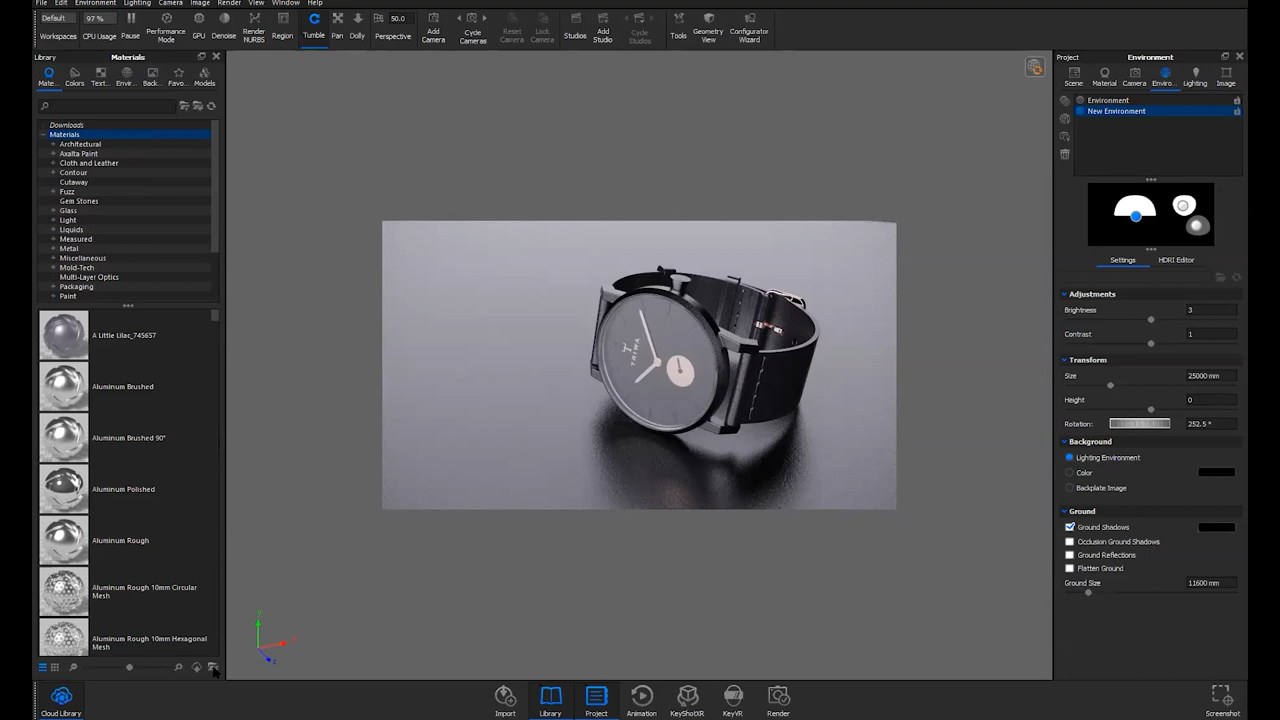 File Edit Environment Lighting Camera Image Render View Window Help
Default 97 % 50.0
Workspaces CPU Usage Pause Performance Mode GPU Denoise Render NURBS Region Tumble Pan Dolly Perspective Add Camera Cycle Cameras Reset Camera Lock Camera Studios Add Studio Cycle Studios Tools Geometry View Configurator Wizard
Library Materials
Mate... Colors Text... Envir... Back... Favo... Models
Downloads
Materials
Architectural
Axalta Paint
Cloth and Leather
Contour
Cutaway
Fuzz
Gem Stones
Glass
Light
Liquids
Measured
Metal
Miscellaneous
Mold-Tech
Multi-Layer Optics
Packaging
Paint
A Little Lilac_745657
Aluminum Brushed
Aluminum Brushed 90°
Aluminum Polished
Aluminum Rough
Aluminum Rough 10mm Circular
Mesh
Aluminum Rough 10mm Hexagonal
Mesh
TRIWA
y
x
z
Project Environment
Scene Material Camera Enviro... Lighting Image
Environment
New Environment
Settings HDRI Editor
Adjustments
Brightness 3
Contrast 1
Transform
Size 25000 mm
Height 0
Rotation: 252.5 °
Background
Lighting Environment
Color
Backplate Image
Ground
Ground Shadows
Occlusion Ground Shadows
Ground Reflections
Flatten Ground
Ground Size 11600 mm
Cloud Library Import Library Project Animation KeyShotXR KeyVR Render Screenshot